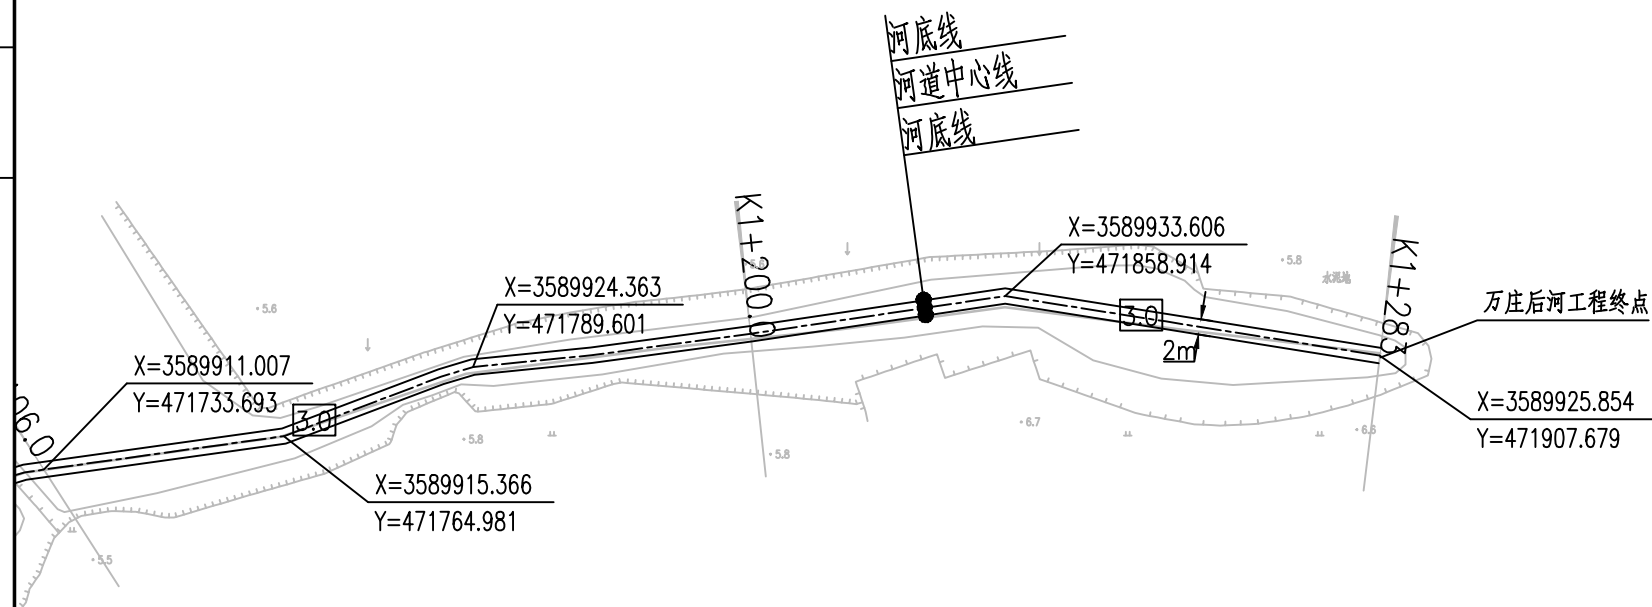 河底线
河道中心线
河底线
K1+200.0
X=3589933.606
Y=471858.914
5.8
水泥地
K1+283
万庄后河工程终点
X=3589924.363
Y=471789.601
5.6
3.0
2m
X=3589911.007
Y=471733.693
3.0
X=3589925.854
Y=471907.679
06.0
5.8
6.7
6.6
5.8
X=3589915.366
Y=471764.981
5.5